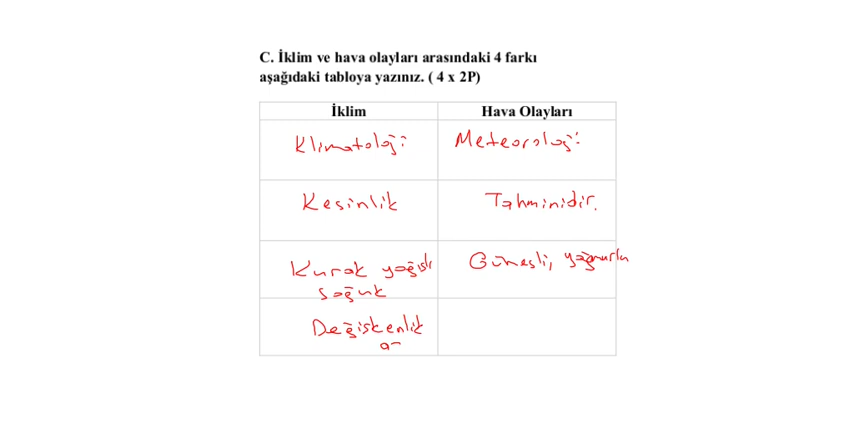 C. İklim ve hava olayları arasındaki 4 farkı
aşağıdaki tabloya yazınız. ( 4 x 2P)
İklim
Hava Olayları
Klimatoloji
Meteoroloji
Kesinlik
Tahminidir.
Kurak yağışlı
soğuk
Güneşli, yağmurlu
Değişkenlik
az